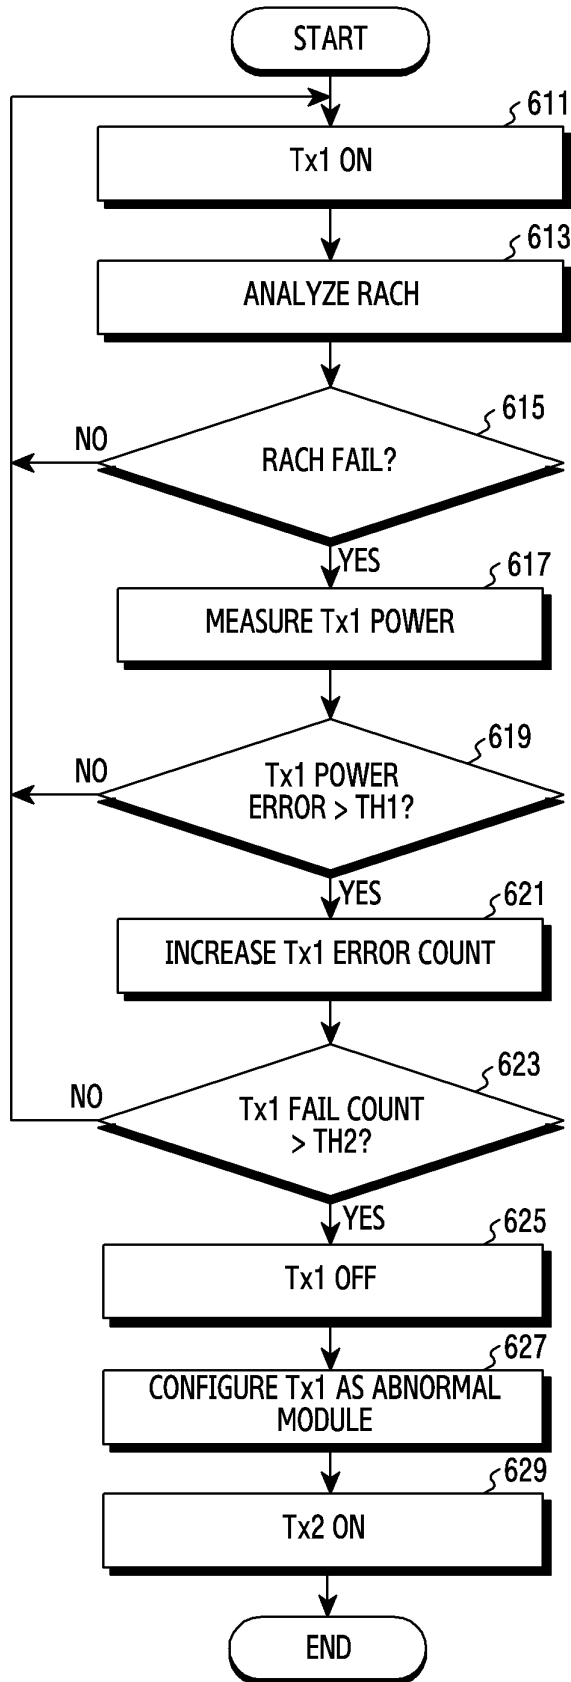 START
611
Tx1 ON
613
ANALYZE RACH
615
RACH FAIL?
NO
YES
617
MEASURE Tx1 POWER
619
Tx1 POWER
ERROR > TH1?
NO
YES
621
INCREASE Tx1 ERROR COUNT
623
Tx1 FAIL COUNT
> TH2?
NO
YES
625
Tx1 OFF
627
CONFIGURE Tx1 AS ABNORMAL
MODULE
629
Tx2 ON
END